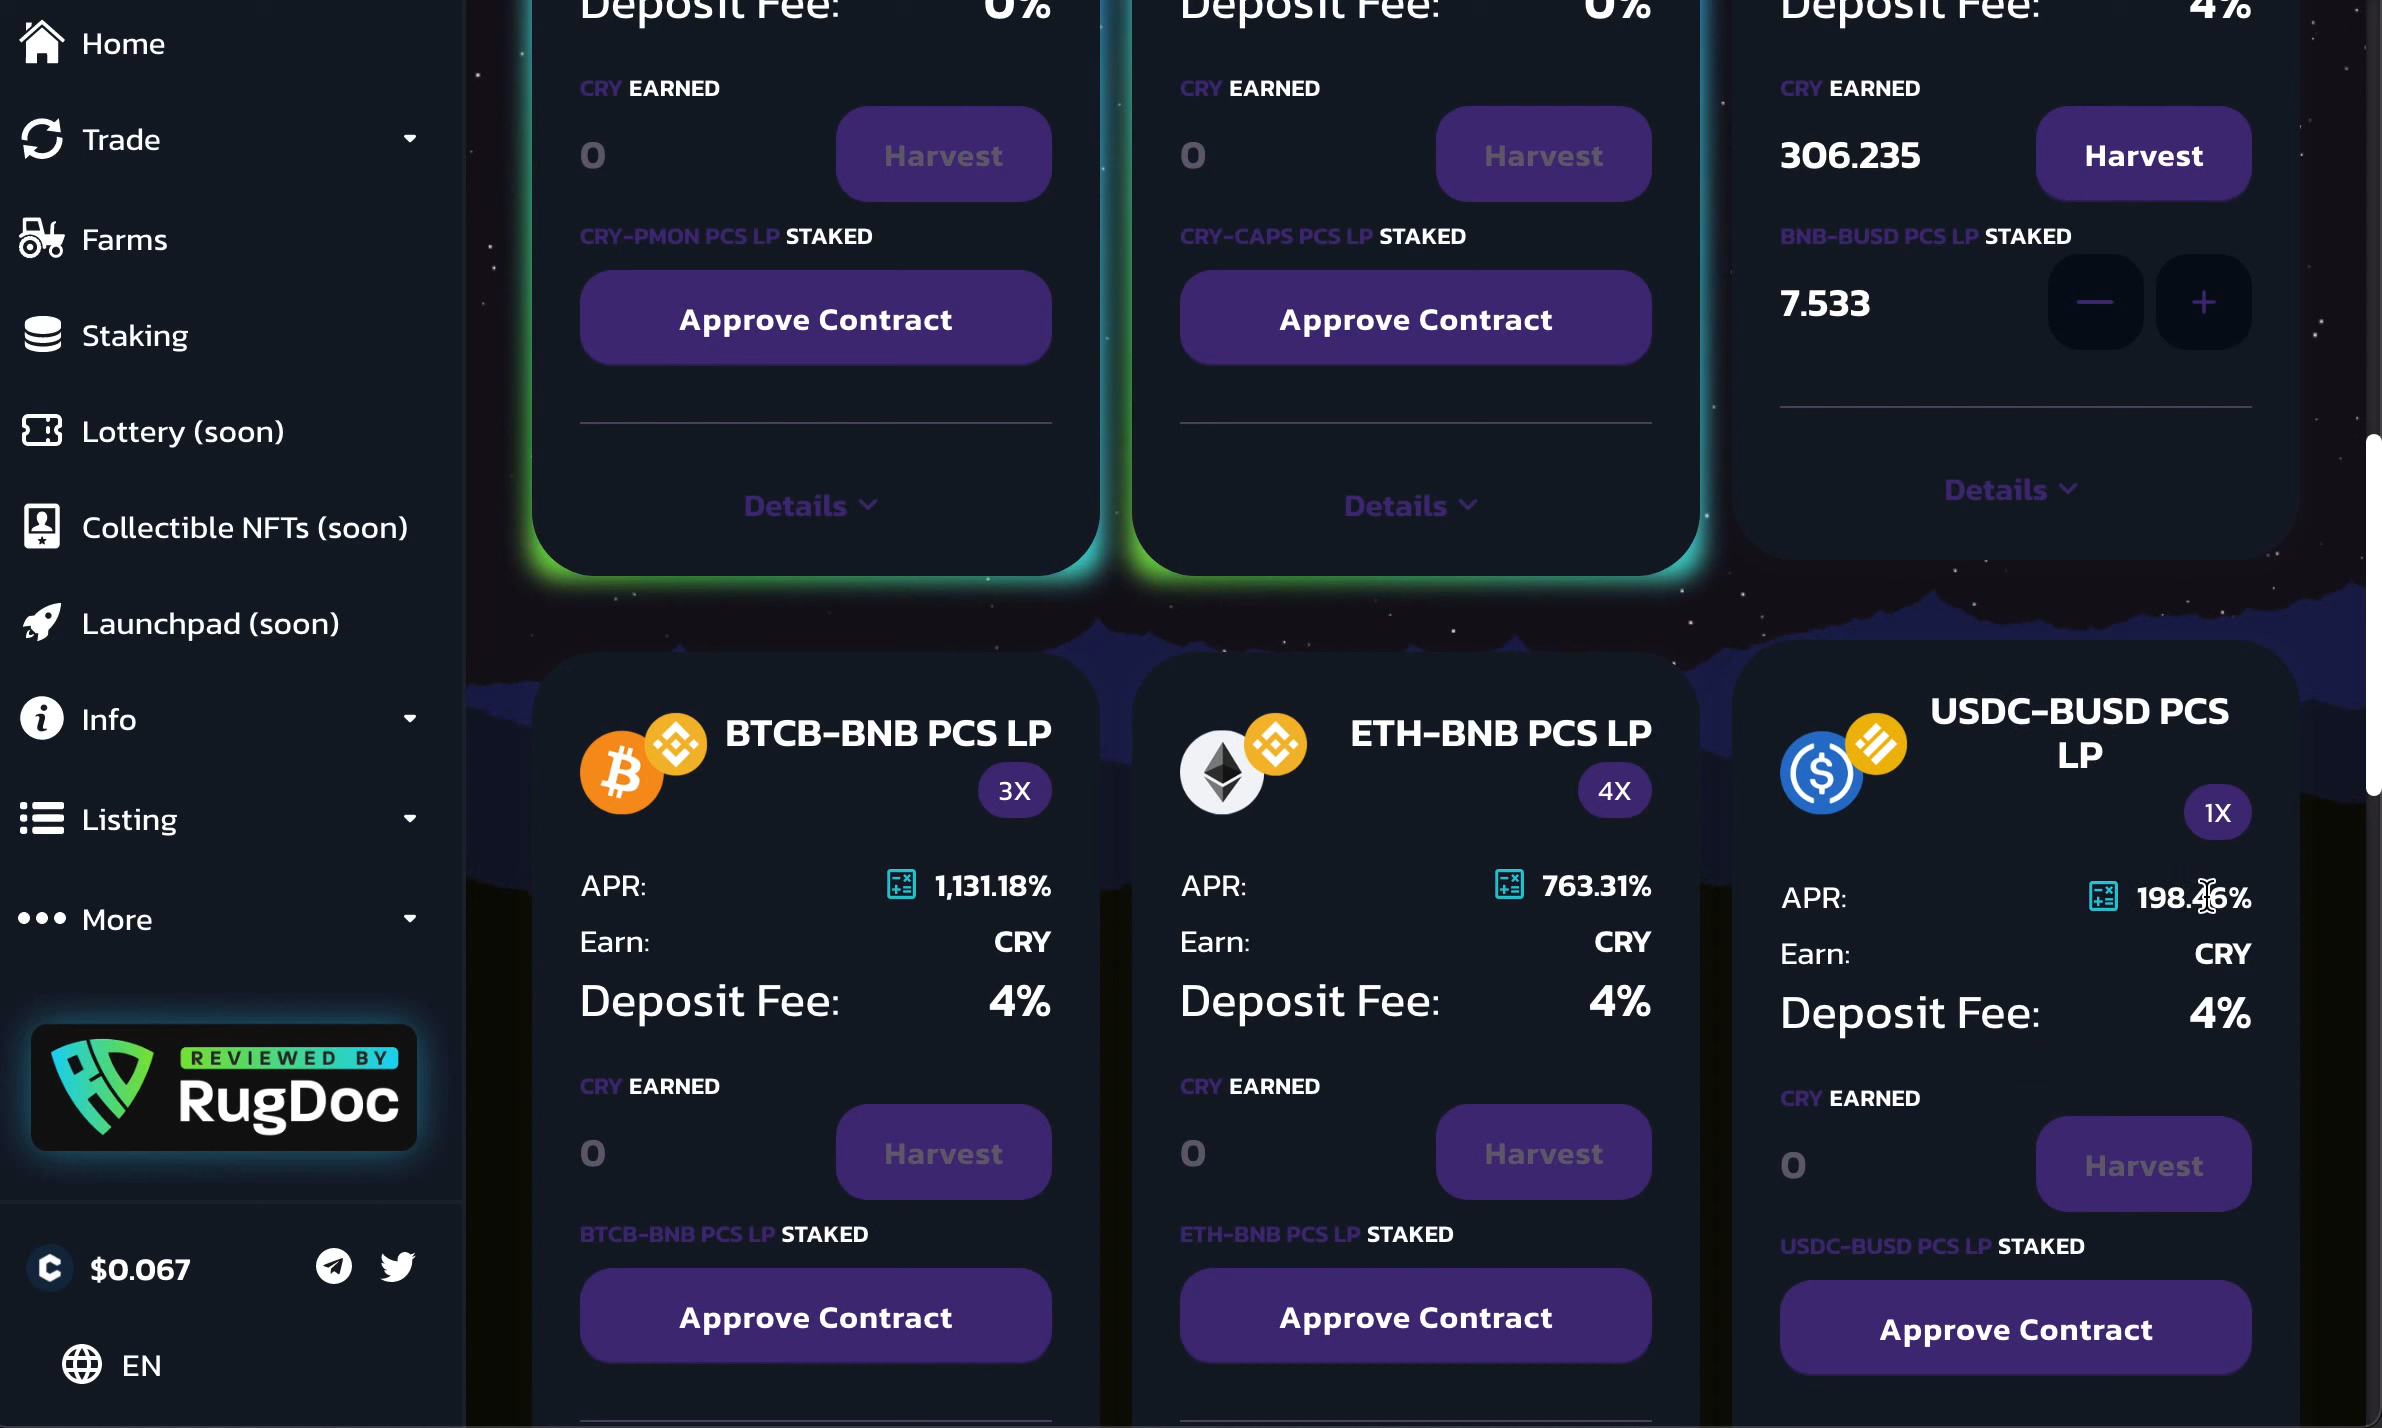 Home
Trade
Farms
Staking
Lottery (soon)
Collectible NFTs (soon)
Launchpad (soon)
Info
Listing
More
REVIEWED BY
RugDoc
$0.067
EN
Deposit Fee: 0%
CRY EARNED
0 Harvest
CRY-PMON PCS LP STAKED
Approve Contract
Details
Deposit Fee: 0%
CRY EARNED
0 Harvest
CRY-CAPS PCS LP STAKED
Approve Contract
Details
Deposit Fee: 4%
CRY EARNED
306.235 Harvest
BNB-BUSD PCS LP STAKED
7.533 — +
Details
BTCB-BNB PCS LP
3X
APR: 1,131.18%
Earn: CRY
Deposit Fee: 4%
CRY EARNED
0 Harvest
BTCB-BNB PCS LP STAKED
Approve Contract
ETH-BNB PCS LP
4X
APR: 763.31%
Earn: CRY
Deposit Fee: 4%
CRY EARNED
0 Harvest
ETH-BNB PCS LP STAKED
Approve Contract
USDC-BUSD PCS
LP
1X
APR: 198.46%
Earn: CRY
Deposit Fee: 4%
CRY EARNED
0 Harvest
USDC-BUSD PCS LP STAKED
Approve Contract